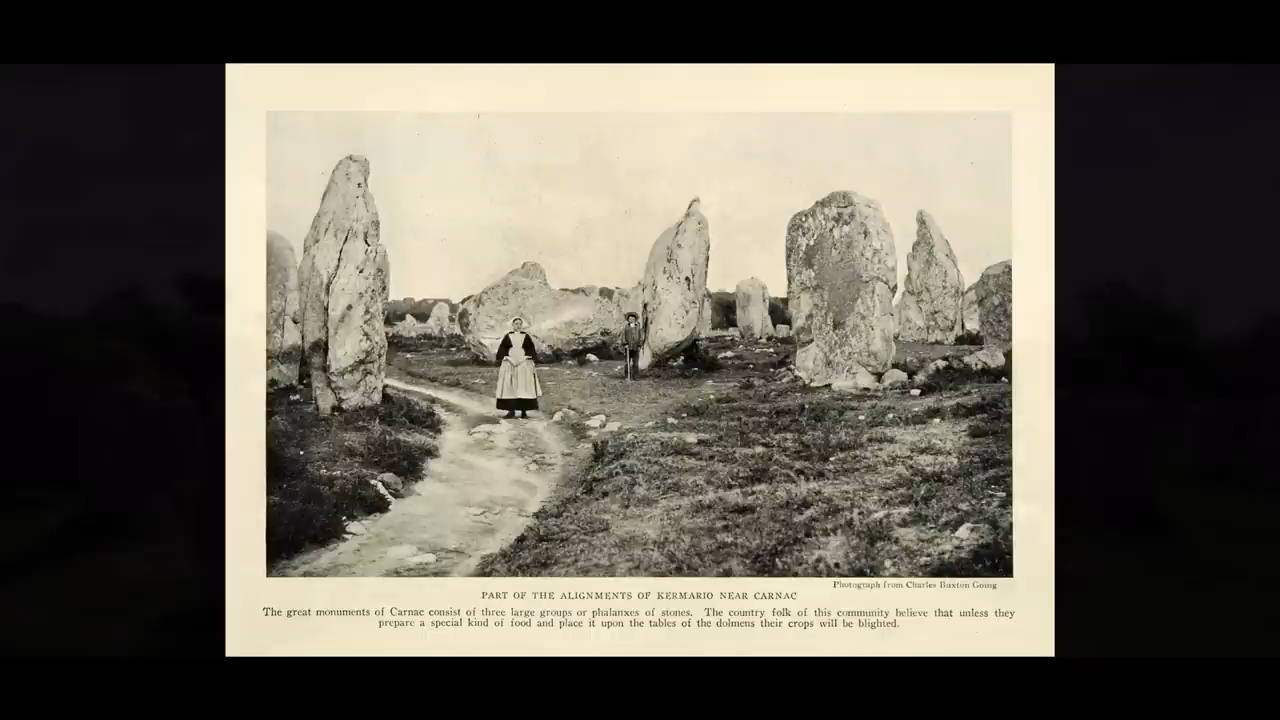 Photograph from Charles Buxton Going
PART OF THE ALIGNMENTS OF KERMARIO NEAR CARNAC
The great monuments of Carnac consist of three large groups or phalanxes of stones. The country folk of this community believe that unless they
prepare a special kind of food and place it upon the tables of the dolmens their crops will be blighted.